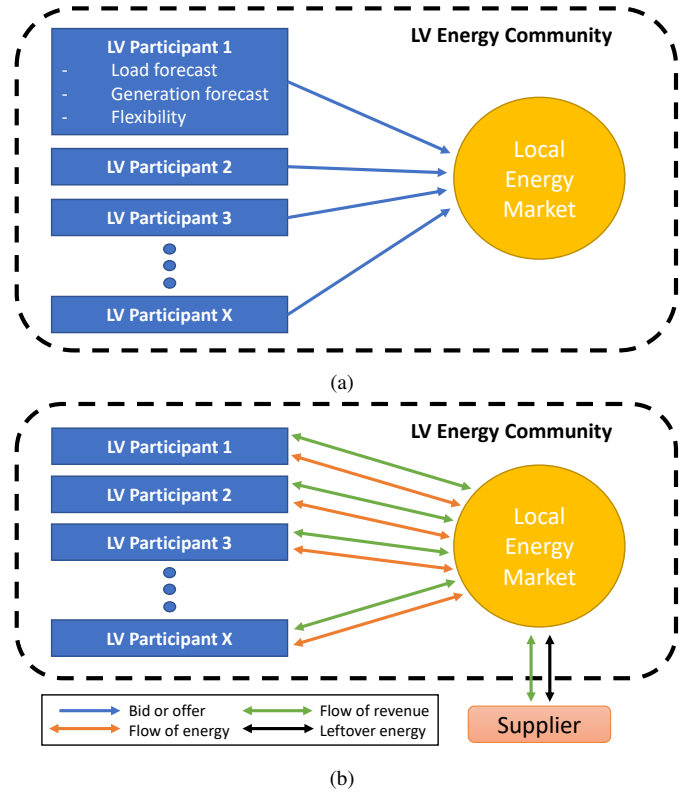 LV Energy Community
LV Participant 1
- Load forecast
- Generation forecast
- Flexibility
LV Participant 2
LV Participant 3
LV Participant X
Local
Energy
Market
(a)
LV Energy Community
LV Participant 1
LV Participant 2
LV Participant 3
LV Participant X
Local
Energy
Market
Bid or offer
Flow of revenue
Flow of energy
Leftover energy
Supplier
(b)